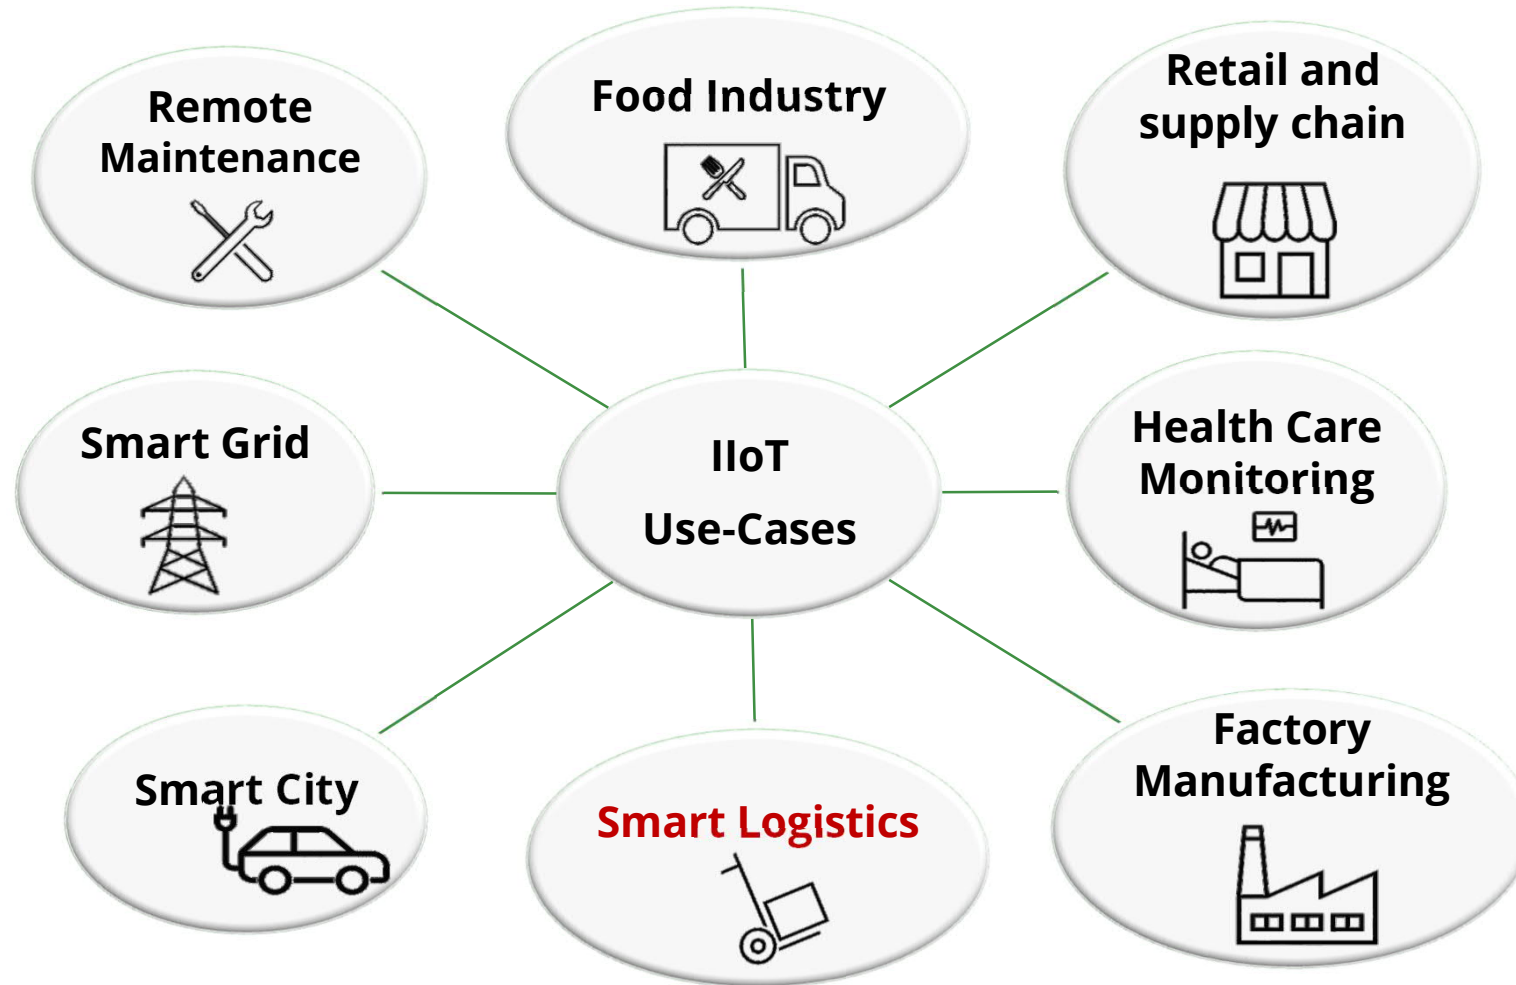 Remote
Maintenance
Food Industry
Retail and
supply chain
Smart Grid
IIoT
Use-Cases
Health Care
Monitoring
Smart City
Smart Logistics
Factory
Manufacturing